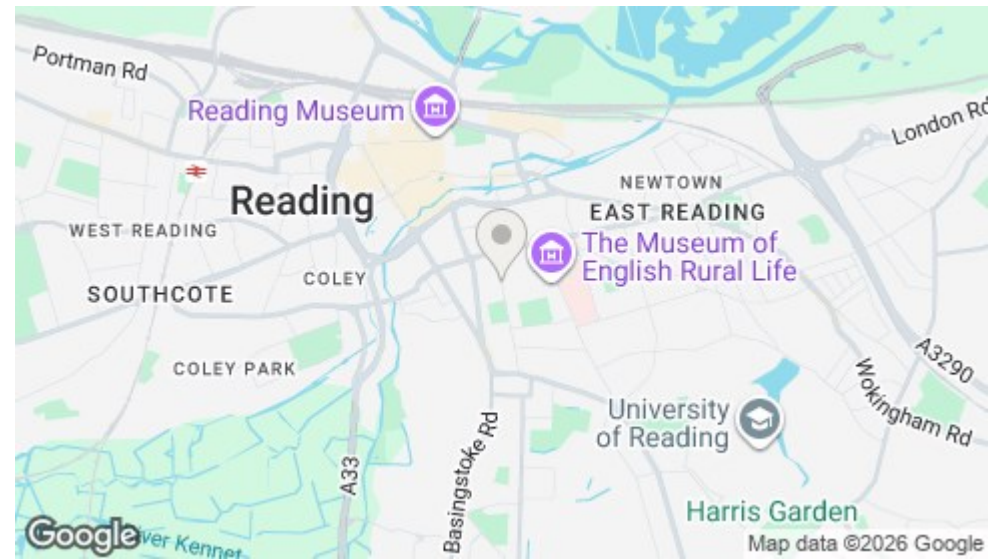 Portman Rd
Reading Museum
London Rd
NEWTOWN
Reading
EAST READING
WEST READING
The Museum of
English Rural Life
COLEY
SOUTHCOTE
A3290
COLEY PARK
Wokingham Rd
University
of Reading
Basingstoke Rd
A33
Harris Garden
Google
ver Kennet
Map data ©2026 Google